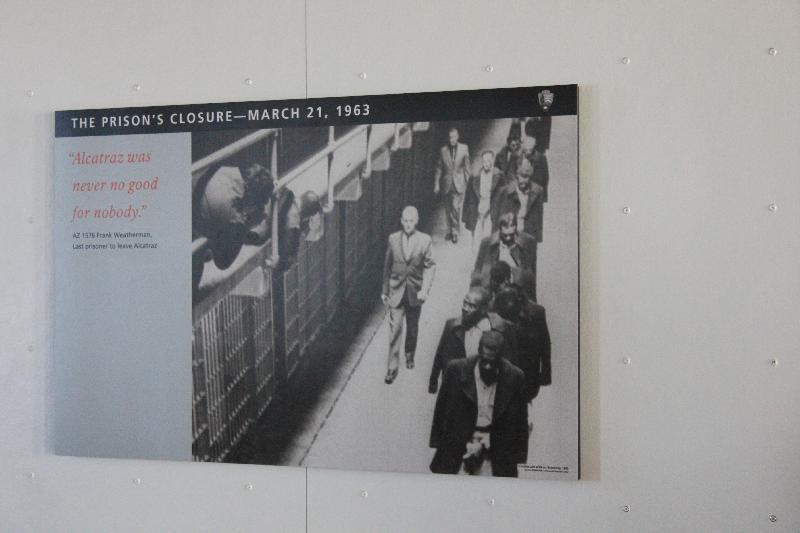 THE PRISON'S CLOSURE—MARCH 21, 1963
"Alcatraz was
never no good
for nobody."
AZ 1576 Frank Weatherman,
Last prisoner to leave Alcatraz